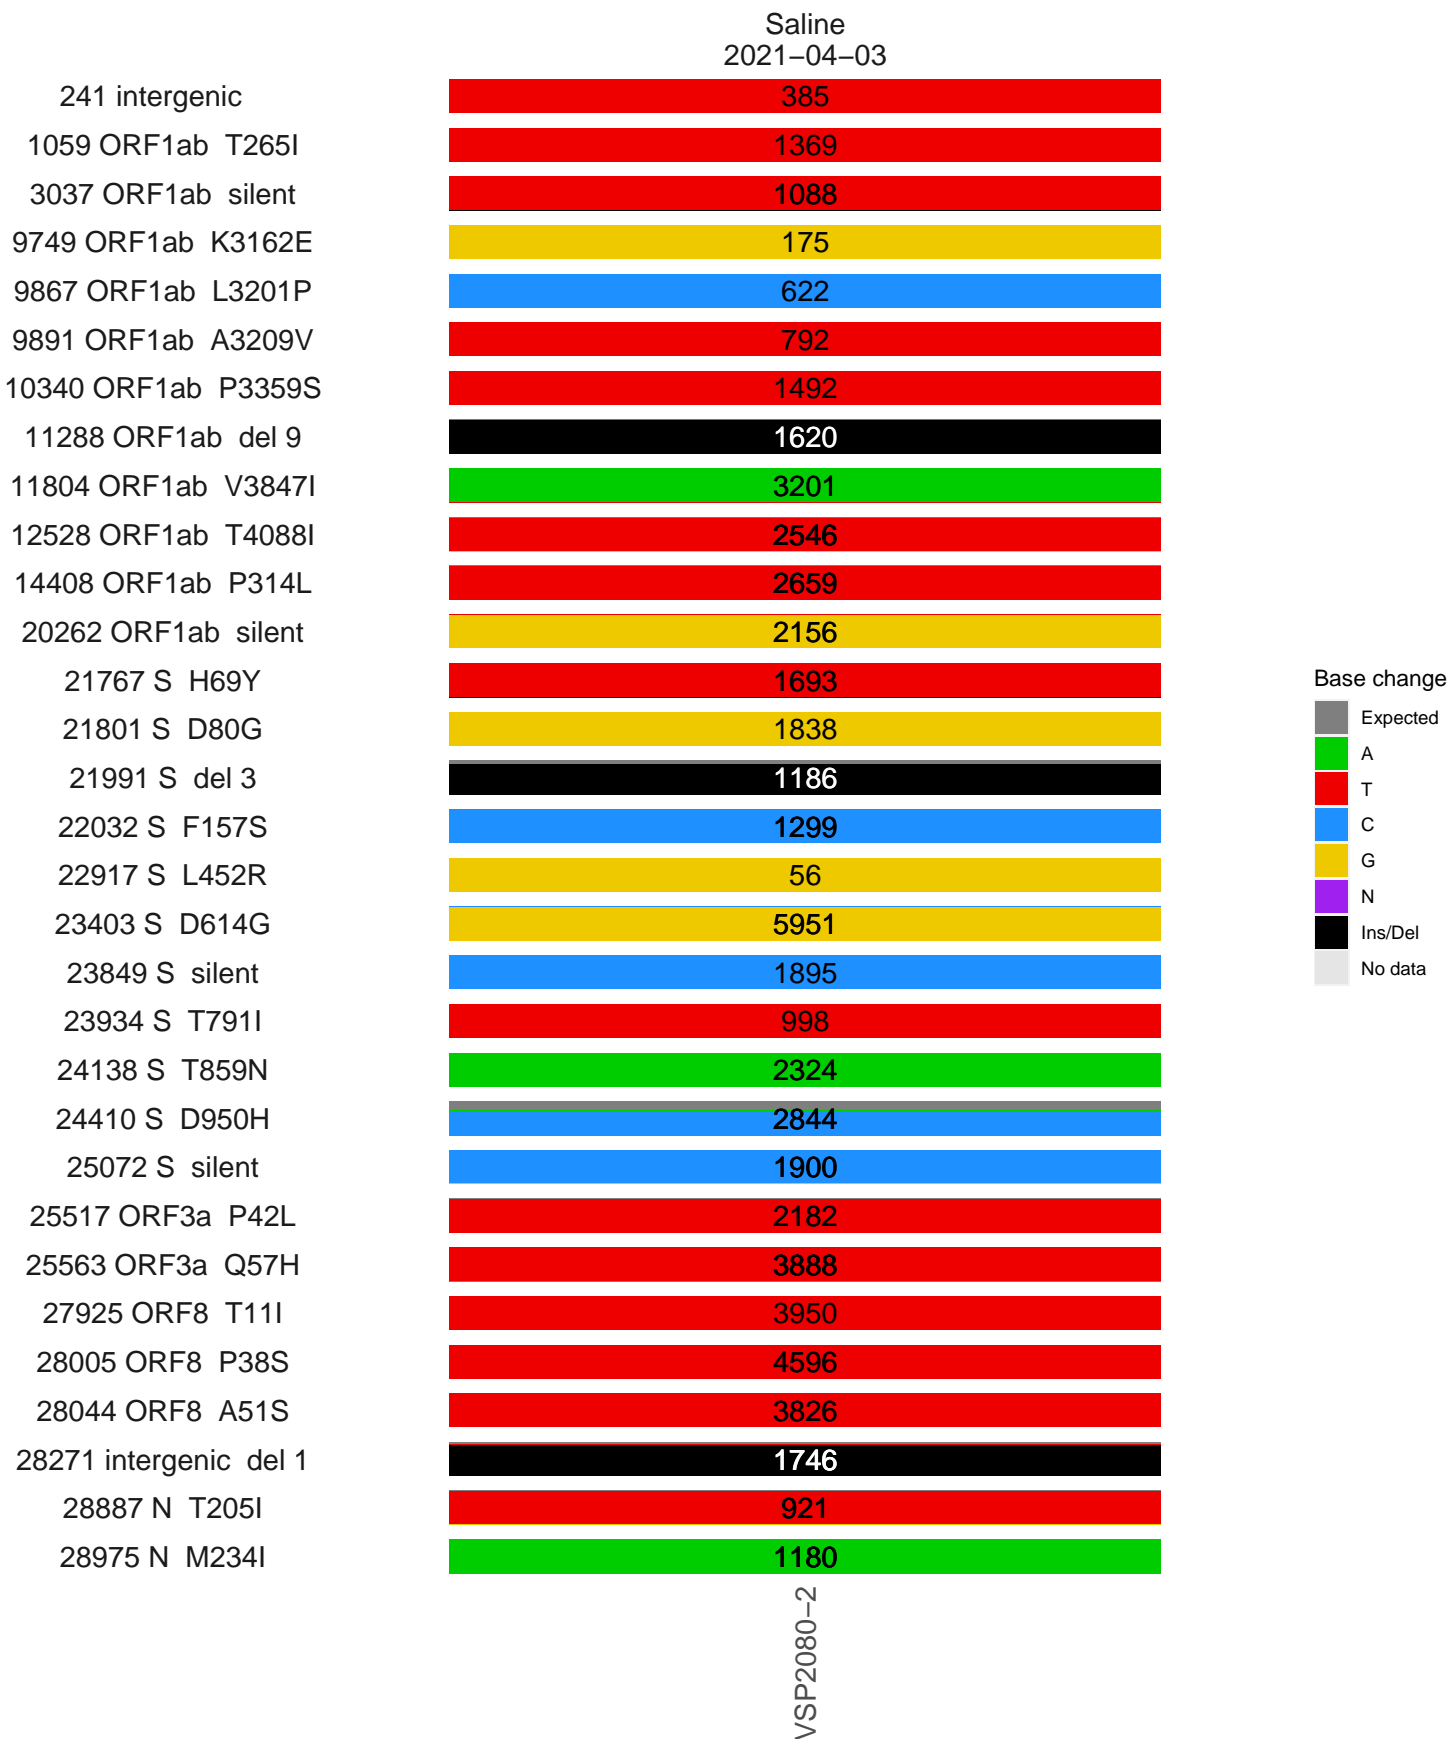 Saline
2021−04−03
241 intergenic 385
1059 ORF1ab T265I 1369
3037 ORF1ab silent 1088
9749 ORF1ab K3162E 175
9867 ORF1ab L3201P 622
9891 ORF1ab A3209V 792
10340 ORF1ab P3359S 1492
11288 ORF1ab del 9 1620
11804 ORF1ab V3847I 3201
12528 ORF1ab T4088I 2546
14408 ORF1ab P314L 2659
20262 ORF1ab silent 2156
21767 S H69Y 1693
21801 S D80G 1838
21991 S del 3 1186
22032 S F157S 1299
22917 S L452R 56
23403 S D614G 5951
23849 S silent 1895
23934 S T791I 998
24138 S T859N 2324
24410 S D950H 2844
25072 S silent 1900
25517 ORF3a P42L 2182
25563 ORF3a Q57H 3888
27925 ORF8 T11I 3950
28005 ORF8 P38S 4596
28044 ORF8 A51S 3826
28271 intergenic del 1 1746
28887 N T205I 921
28975 N M234I 1180
VSP2080−2
Base change
Expected
A
T
C
G
N
Ins/Del
No data